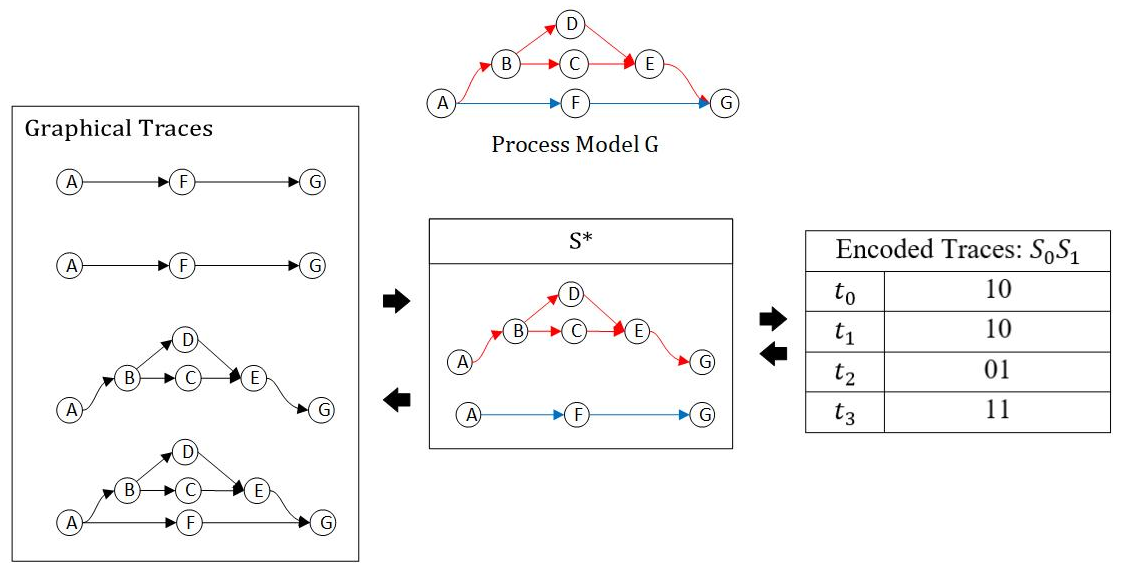 D
B C E
A F G
Process Model G
Graphical Traces
A F G
A F G
D
B C E
A G
D
B C E
A F G
S*
D
B C E
A G
A F G
Encoded Traces: S₀S₁
t₀ 10
t₁ 10
t₂ 01
t₃ 11